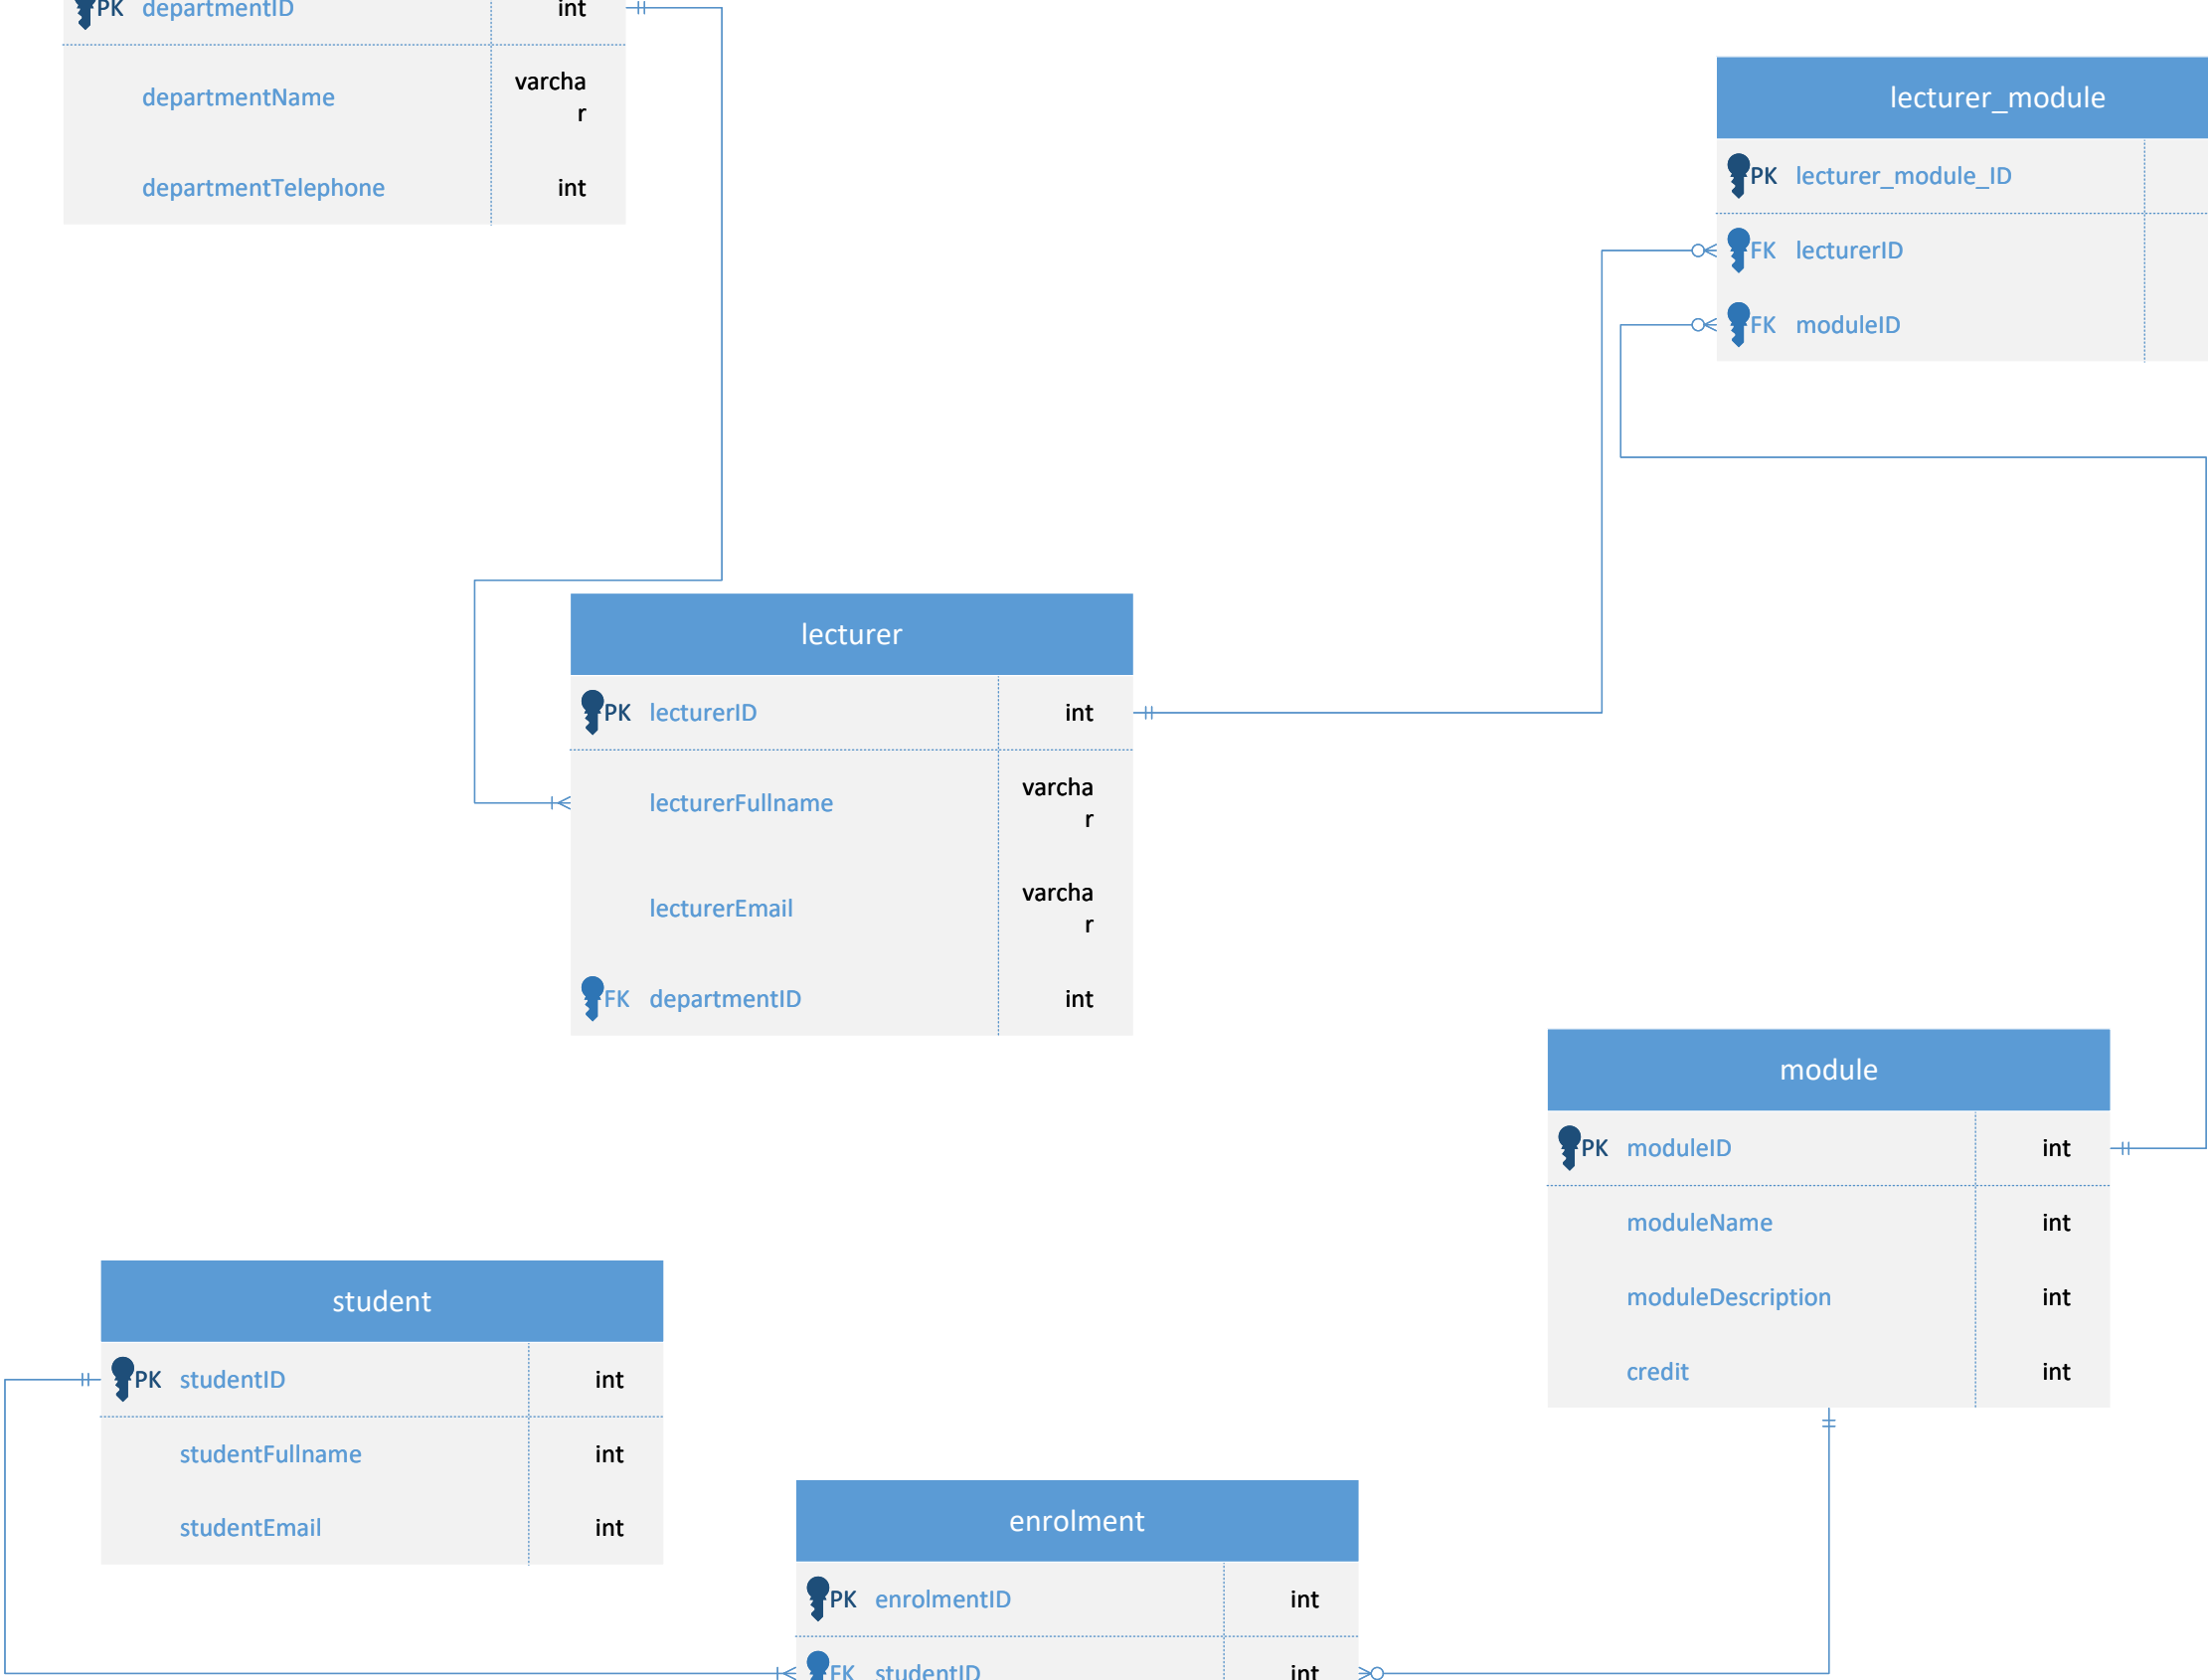 PK departmentID int
departmentName varcha
r
departmentTelephone int
lecturer_module
PK lecturer_module_ID
FK lecturerID
FK moduleID
lecturer
PK lecturerID int
lecturerFullname varcha
r
lecturerEmail varcha
r
FK departmentID int
module
PK moduleID int
moduleName int
moduleDescription int
credit int
student
PK studentID int
studentFullname int
studentEmail int
enrolment
PK enrolmentID int
FK studentID int